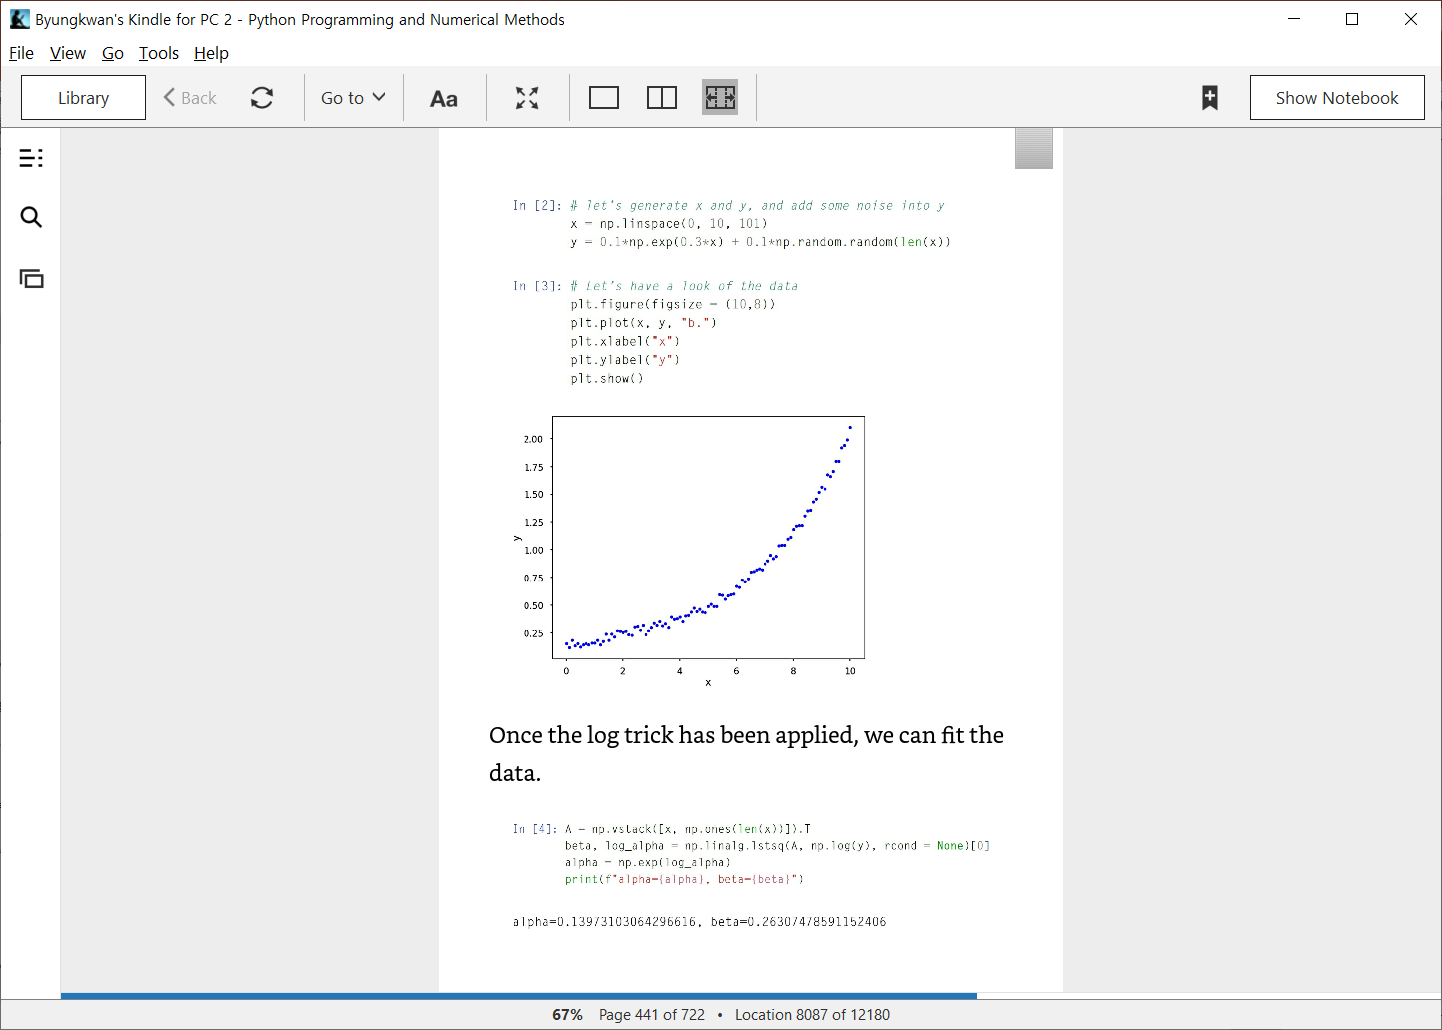 Byungkwan's Kindle for PC 2 - Python Programming and Numerical Methods
File View Go Tools Help
Library Back Go to Aa Show Notebook
In [2]: # let's generate x and y, and add some noise into y
x = np.linspace(0, 10, 101)
y = 0.1*np.exp(0.3*x) + 0.1*np.random.random(len(x))
In [3]: # Let's have a look of the data
plt.figure(figsize = (10,8))
plt.plot(x, y, "b.")
plt.xlabel("x")
plt.ylabel("y")
plt.show()
2.00
1.75
1.50
1.25
y
1.00
0.75
0.50
0.25
0 2 4 6 8 10
x
Once the log trick has been applied, we can fit the
data.
In [4]: A = np.vstack([x, np.ones(len(x))]).T
beta, log_alpha = np.linalg.lstsq(A, np.log(y), rcond = None)[0]
alpha = np.exp(log_alpha)
print(f"alpha={alpha}, beta={beta}")
alpha=0.13973103064296616, beta=0.26307478591152406
67% Page 441 of 722 • Location 8087 of 12180